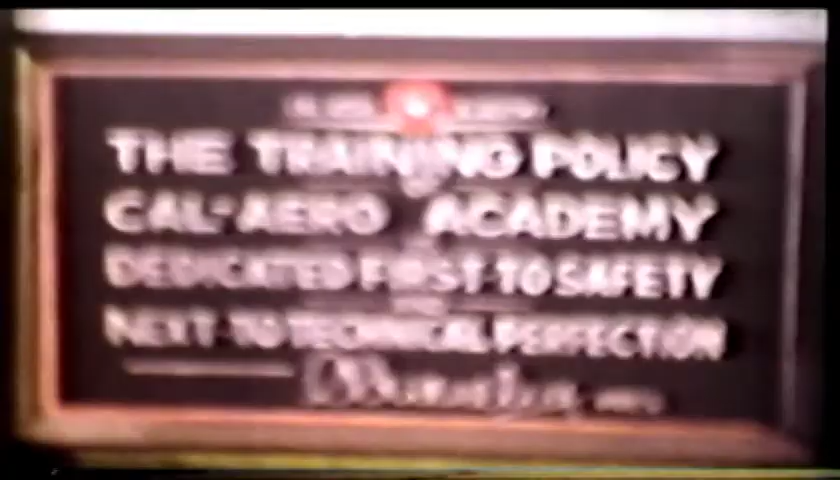 THE TRAINING POLICY
CAL-AERO ACADEMY
DEDICATED FIRST TO SAFETY
NEXT TO TECHNICAL PERFECTION